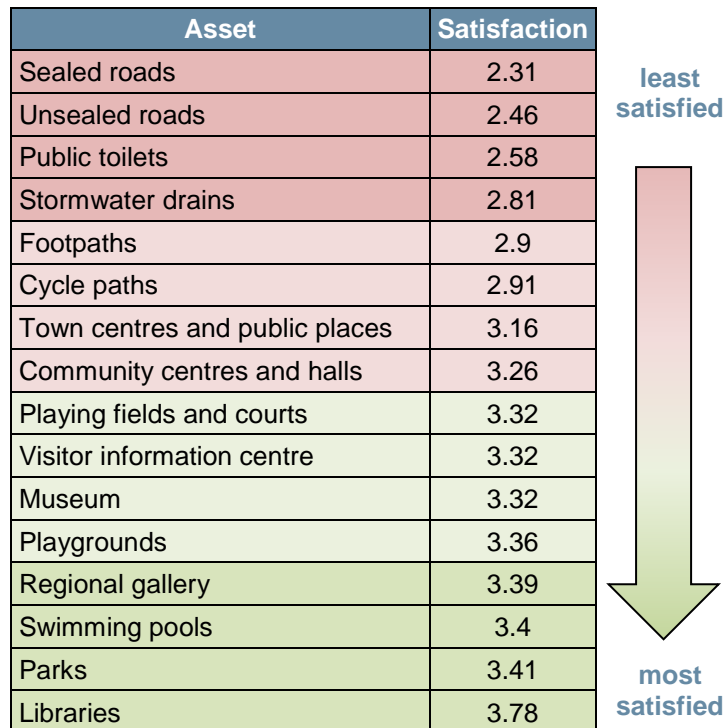 Asset Satisfaction
Sealed roads 2.31
least
satisfied
Unsealed roads 2.46
Public toilets 2.58
Stormwater drains 2.81
Footpaths 2.9
Cycle paths 2.91
Town centres and public places 3.16
Community centres and halls 3.26
Playing fields and courts 3.32
Visitor information centre 3.32
Museum 3.32
Playgrounds 3.36
Regional gallery 3.39
Swimming pools 3.4
Parks 3.41
Libraries 3.78
most
satisfied